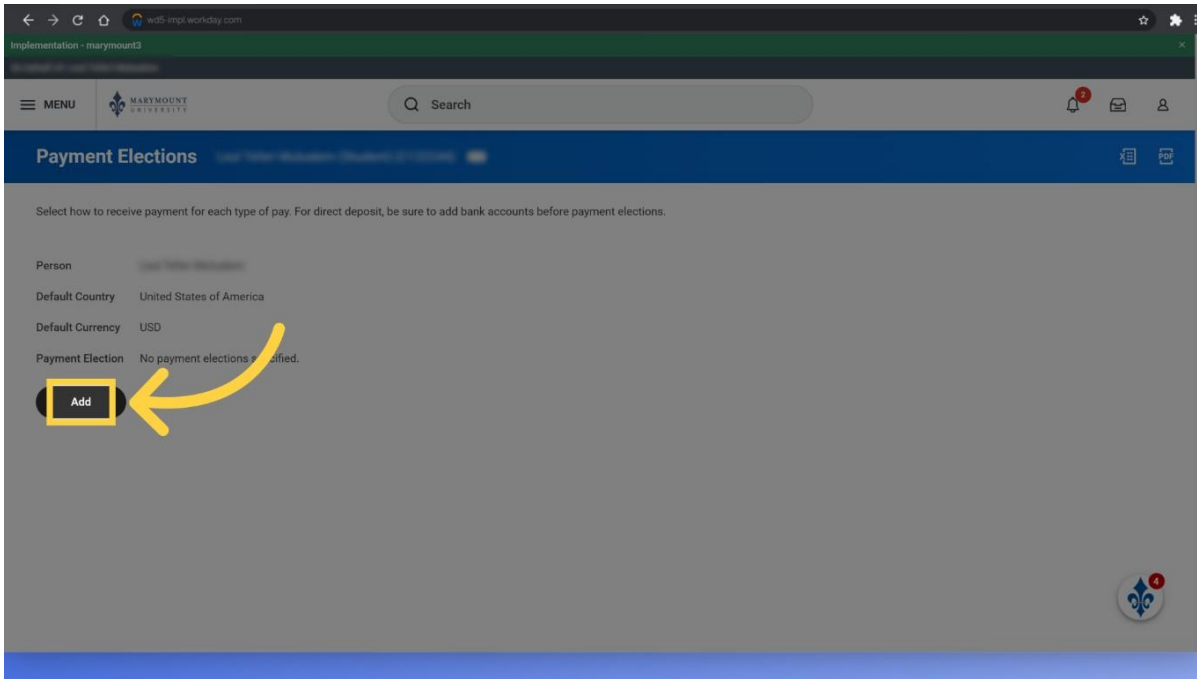 wd5-impl.workday.com
Implementation - marymount3
MENU
MARYMOUNT
UNIVERSITY
Search
2
Payment Elections
PDF
Select how to receive payment for each type of pay. For direct deposit, be sure to add bank accounts before payment elections.
Person
Default Country United States of America
Default Currency USD
Payment Election No payment elections specified.
Add
4